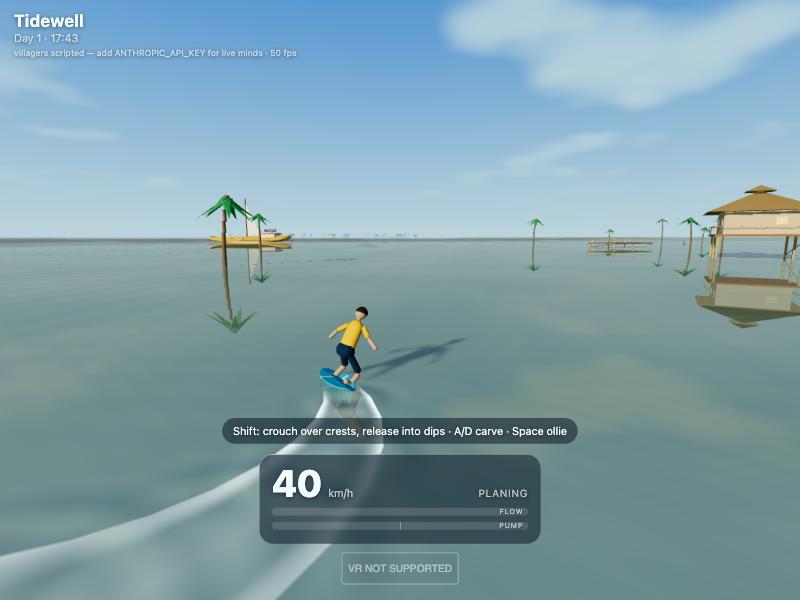 Tidewell
Day 1 · 17:43
villagers scripted — add ANTHROPIC_API_KEY for live minds · 50 fps
Shift: crouch over crests, release into dips · A/D carve · Space ollie
40 km/h PLANING
FLOW
PUMP
VR NOT SUPPORTED